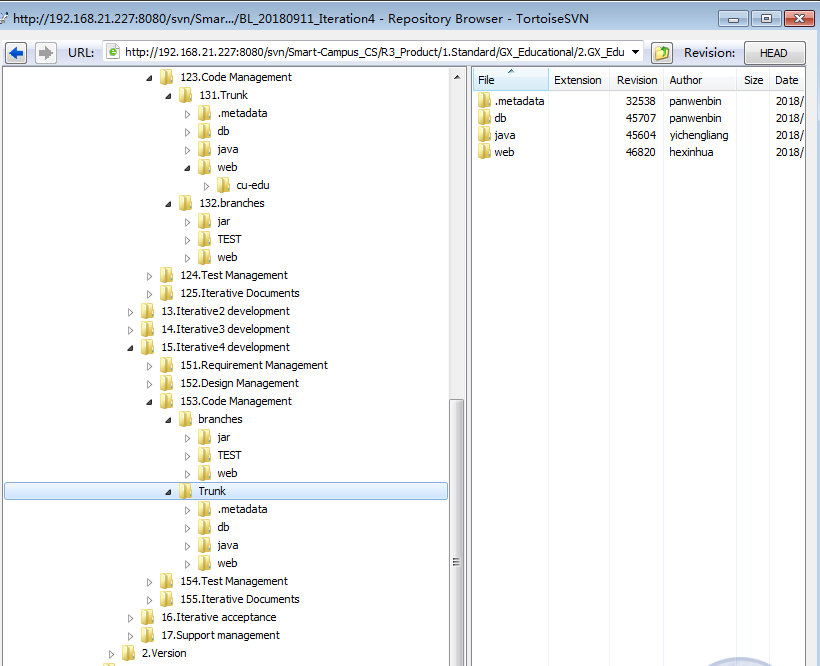 http://192.168.21.227:8080/svn/Smar.../BL_20180911_Iteration4 - Repository Browser - TortoiseSVN
URL: http://192.168.21.227:8080/svn/Smart-Campus_CS/R3_Product/1.Standard/GX_Educational/2.GX_Edu Revision: HEAD
123.Code Management
131.Trunk
.metadata
db
java
web
cu-edu
132.branches
jar
TEST
web
124.Test Management
125.Iterative Documents
13.Iterative2 development
14.Iterative3 development
15.Iterative4 development
151.Requirement Management
152.Design Management
153.Code Management
branches
jar
TEST
web
Trunk
.metadata
db
java
web
154.Test Management
155.Iterative Documents
16.Iterative acceptance
17.Support management
2.Version
File Extension Revision Author Size Date
.metadata 32538 panwenbin 2018/
db 45707 panwenbin 2018/
java 45604 yichengliang 2018/
web 46820 hexinhua 2018/